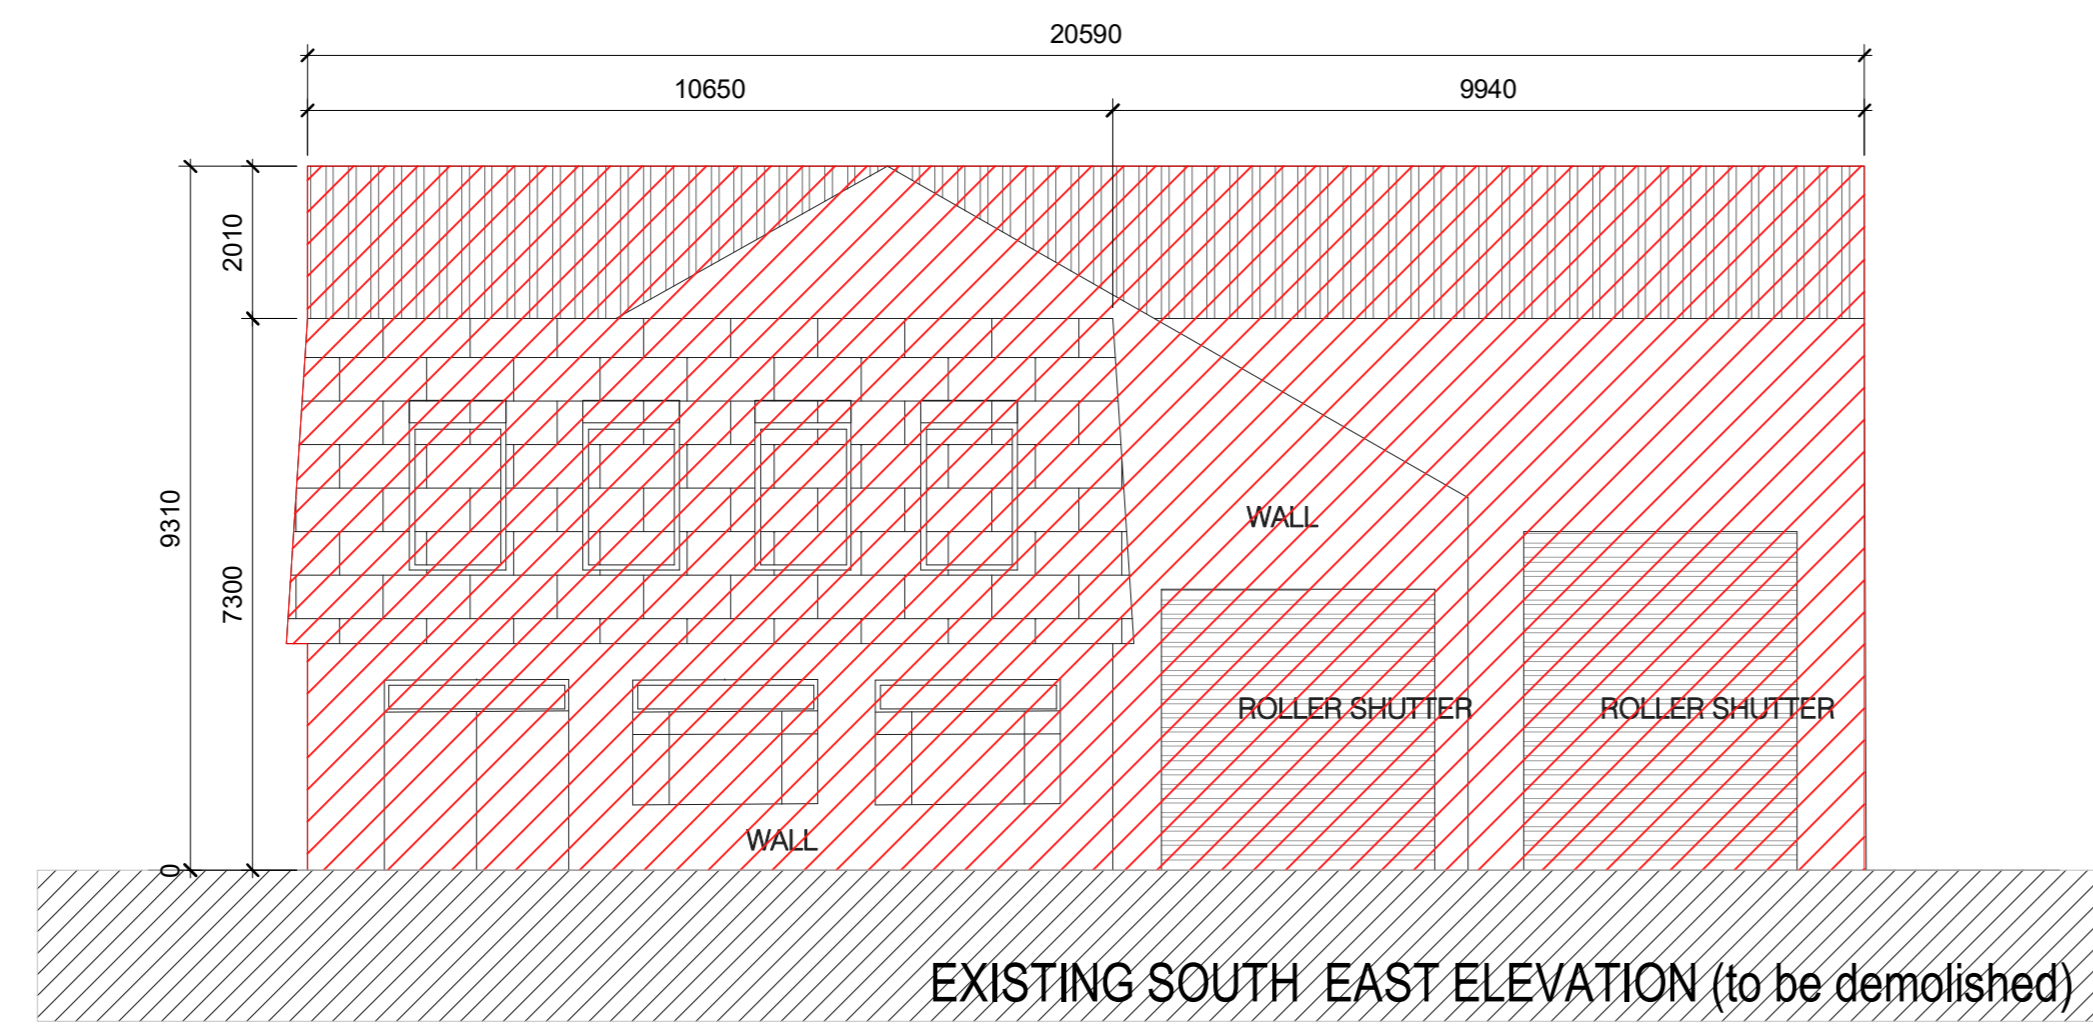 20590
10650
9940
2010
9310
7300
0
WALL
ROLLER SHUTTER
ROLLER SHUTTER
WALL
EXISTING SOUTH EAST ELEVATION (to be demolished)